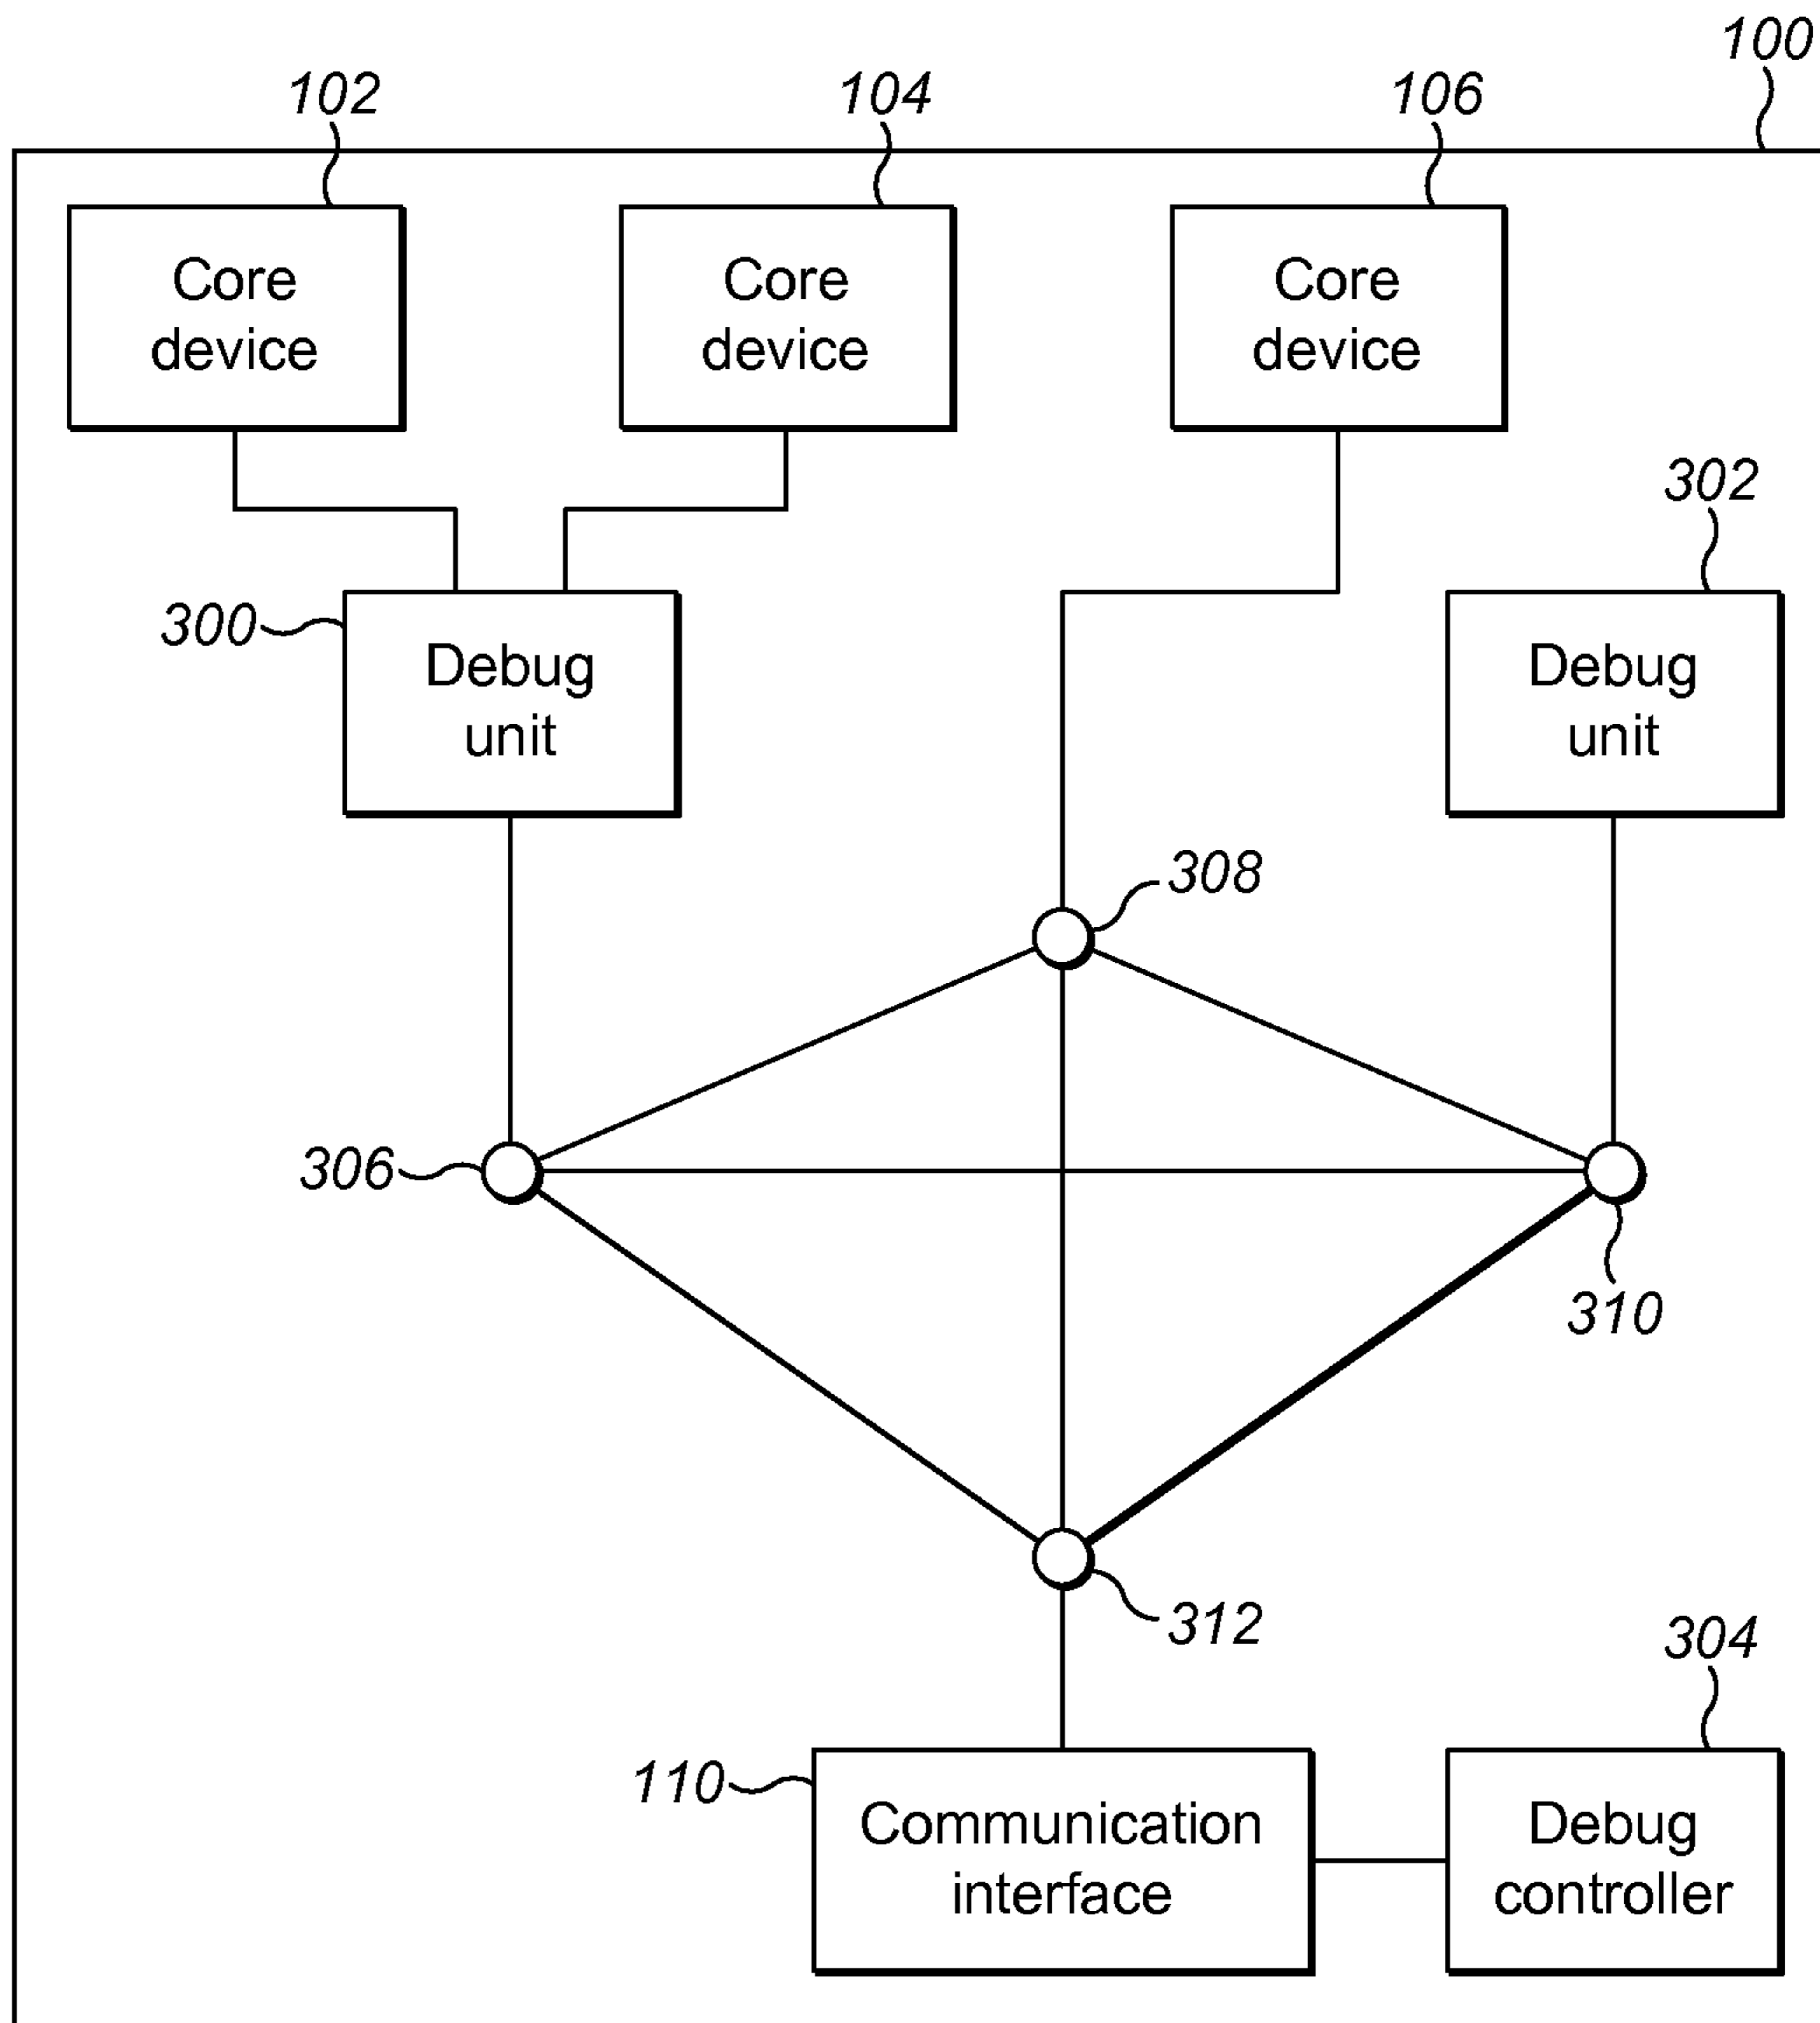 100
102
104
106
Core
device
Core
device
Core
device
302
300
Debug
unit
Debug
unit
308
306
310
312
304
110
Communication
interface
Debug
controller